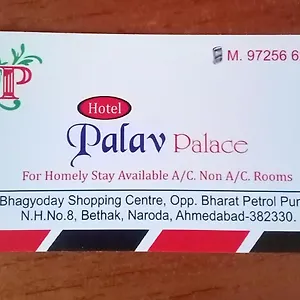 P
M. 97256 6
Hotel
Palav Palace
For Homely Stay Available A/C. Non A/C. Rooms
Bhagyoday Shopping Centre, Opp. Bharat Petrol Pu
N.H.No.8, Bethak, Naroda, Ahmedabad-382330.